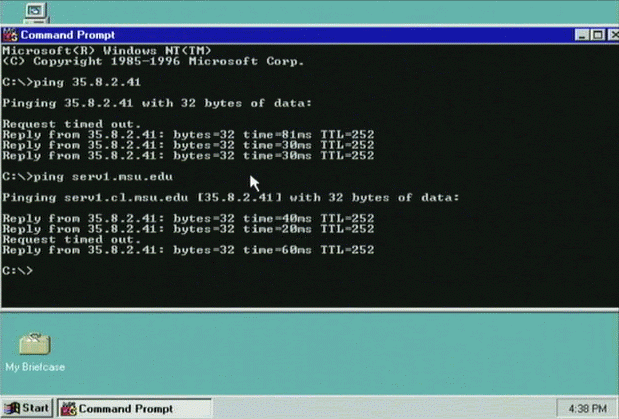 Command Prompt
Microsoft(R) Windows NT(TM)
(C) Copyright 1985-1996 Microsoft Corp.
C:\>ping 35.8.2.41
Pinging 35.8.2.41 with 32 bytes of data:
Request timed out.
Reply from 35.8.2.41: bytes=32 time=81ms TTL=252
Reply from 35.8.2.41: bytes=32 time=30ms TTL=252
Reply from 35.8.2.41: bytes=32 time=30ms TTL=252
C:\>ping serv1.msu.edu
Pinging serv1.cl.msu.edu [35.8.2.41] with 32 bytes of data:
Reply from 35.8.2.41: bytes=32 time=40ms TTL=252
Reply from 35.8.2.41: bytes=32 time=20ms TTL=252
Request timed out.
Reply from 35.8.2.41: bytes=32 time=60ms TTL=252
C:\>
My Briefcase
Start
Command Prompt
4:38 PM